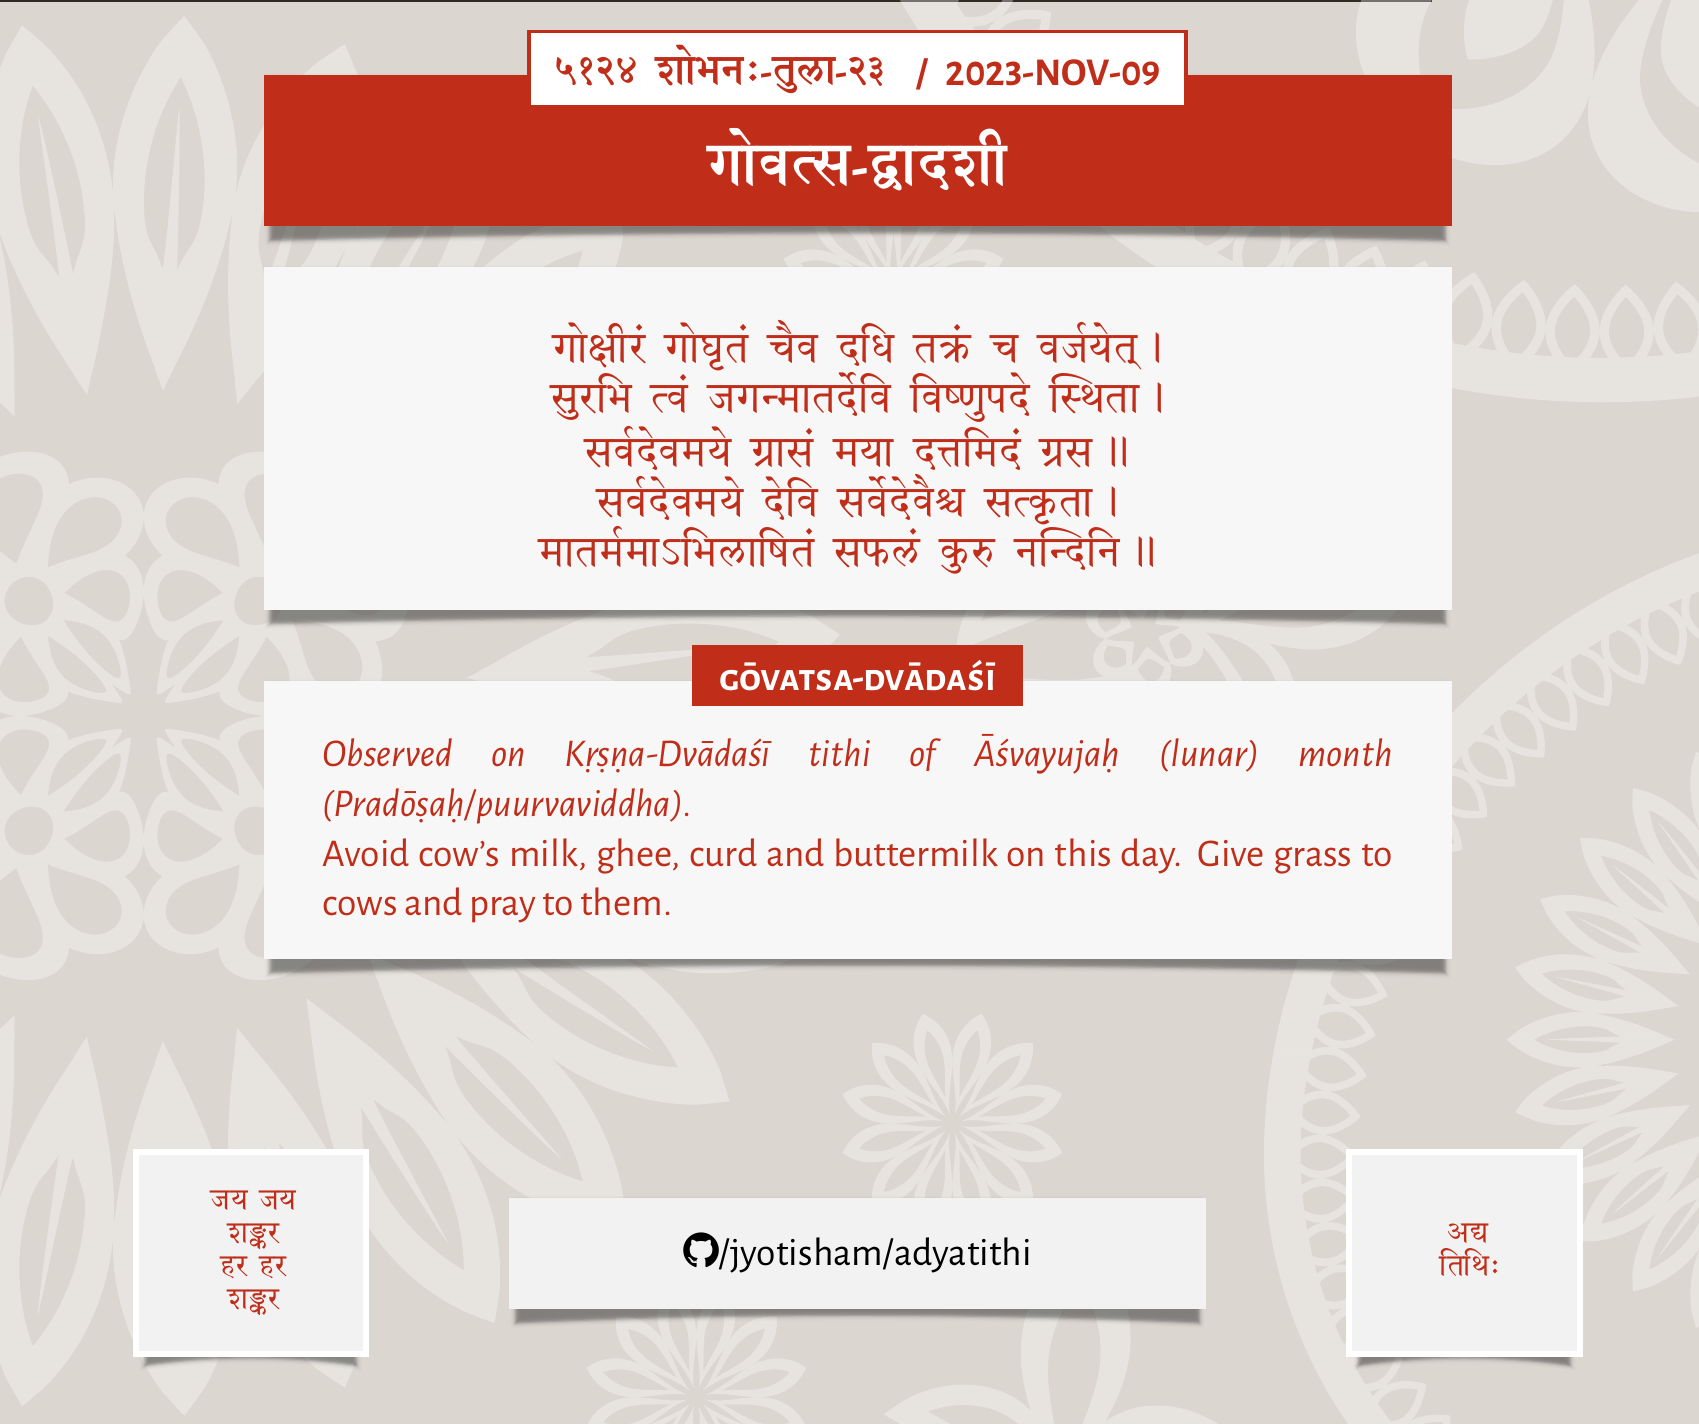 ५१२४ शोभनः-तुला-२३ / 2023-NOV-09
गोवत्स-द्वादशी
गोक्षीरं गोघृतं चैव दधि तक्रं च वर्जयेत् ।
सुरभि त्वं जगन्मातर्देवि विष्णुपदे स्थिता ।
सर्वदेवमये ग्रासं मया दत्तमिदं ग्रस ॥
सर्वदेवमये देवि सर्वेदेवैश्च सत्कृता ।
मातर्ममाऽभिलाषितं सफलं कुरु नन्दिनि ॥
GŌVATSA-DVĀDAŚĪ
Observed on Kṛṣṇa-Dvādaśī tithi of Āśvayujaḥ (lunar) month
(Pradōṣaḥ/puurvaviddha).
Avoid cow’s milk, ghee, curd and buttermilk on this day. Give grass to
cows and pray to them.
जय जय
शङ्कर
हर हर
शङ्कर
/jyotisham/adyatithi
अद्य
तिथिः